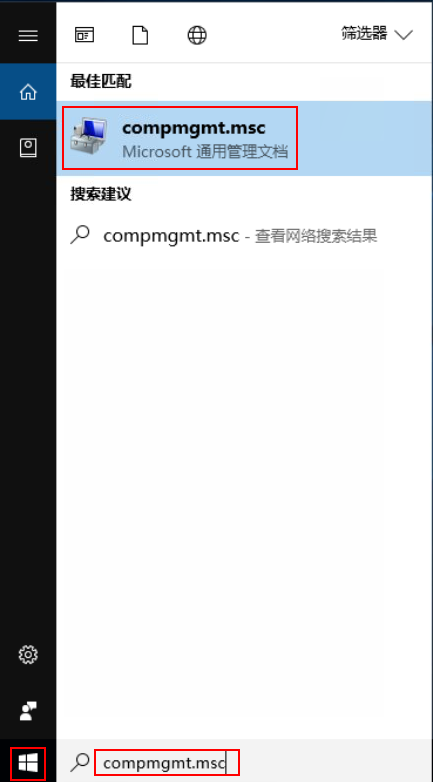 筛选器
最佳匹配
compmgmt.msc
Microsoft 通用管理文档
搜索建议
compmgmt.msc - 查看网络搜索结果
compmgmt.msc